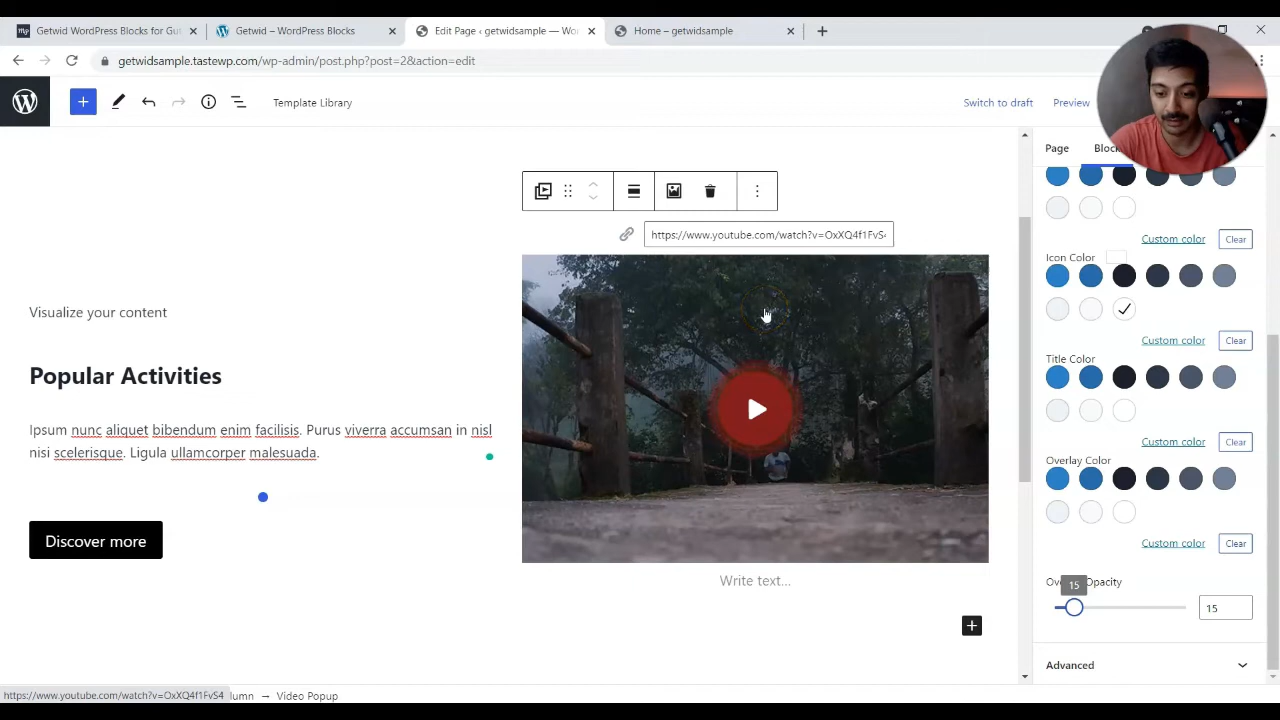 Getwid WordPress Blocks for Gut
Getwid – WordPress Blocks
Edit Page ‹ getwidsample — Wor
Home – getwidsample
getwidsample.tastewp.com/wp-admin/post.php?post=2&action=edit
Template Library
Switch to draft
Preview
Page
Block
https://www.youtube.com/watch?v=OxXQ4f1FvS4
Custom color
Clear
Icon Color
Custom color
Clear
Title Color
Custom color
Clear
Overlay Color
Custom color
Clear
Opacity
15
15
Advanced
Visualize your content
Popular Activities
Ipsum nunc aliquet bibendum enim facilisis. Purus viverra accumsan in nisl
nisi scelerisque. Ligula ullamcorper malesuada.
Discover more
Write text...
https://www.youtube.com/watch?v=OxXQ4f1FvS4
lumn → Video Popup